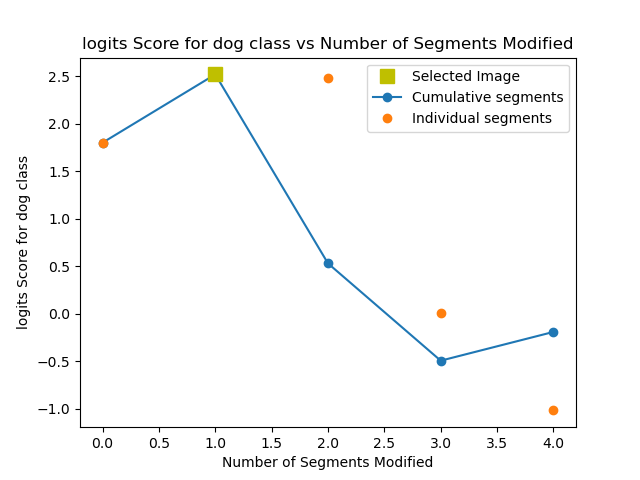 logits Score for dog class vs Number of Segments Modified
Selected Image
Cumulative segments
Individual segments
2.5
2.0
1.5
1.0
0.5
0.0
−0.5
−1.0
logits Score for dog class
0.0 0.5 1.0 1.5 2.0 2.5 3.0 3.5 4.0
Number of Segments Modified